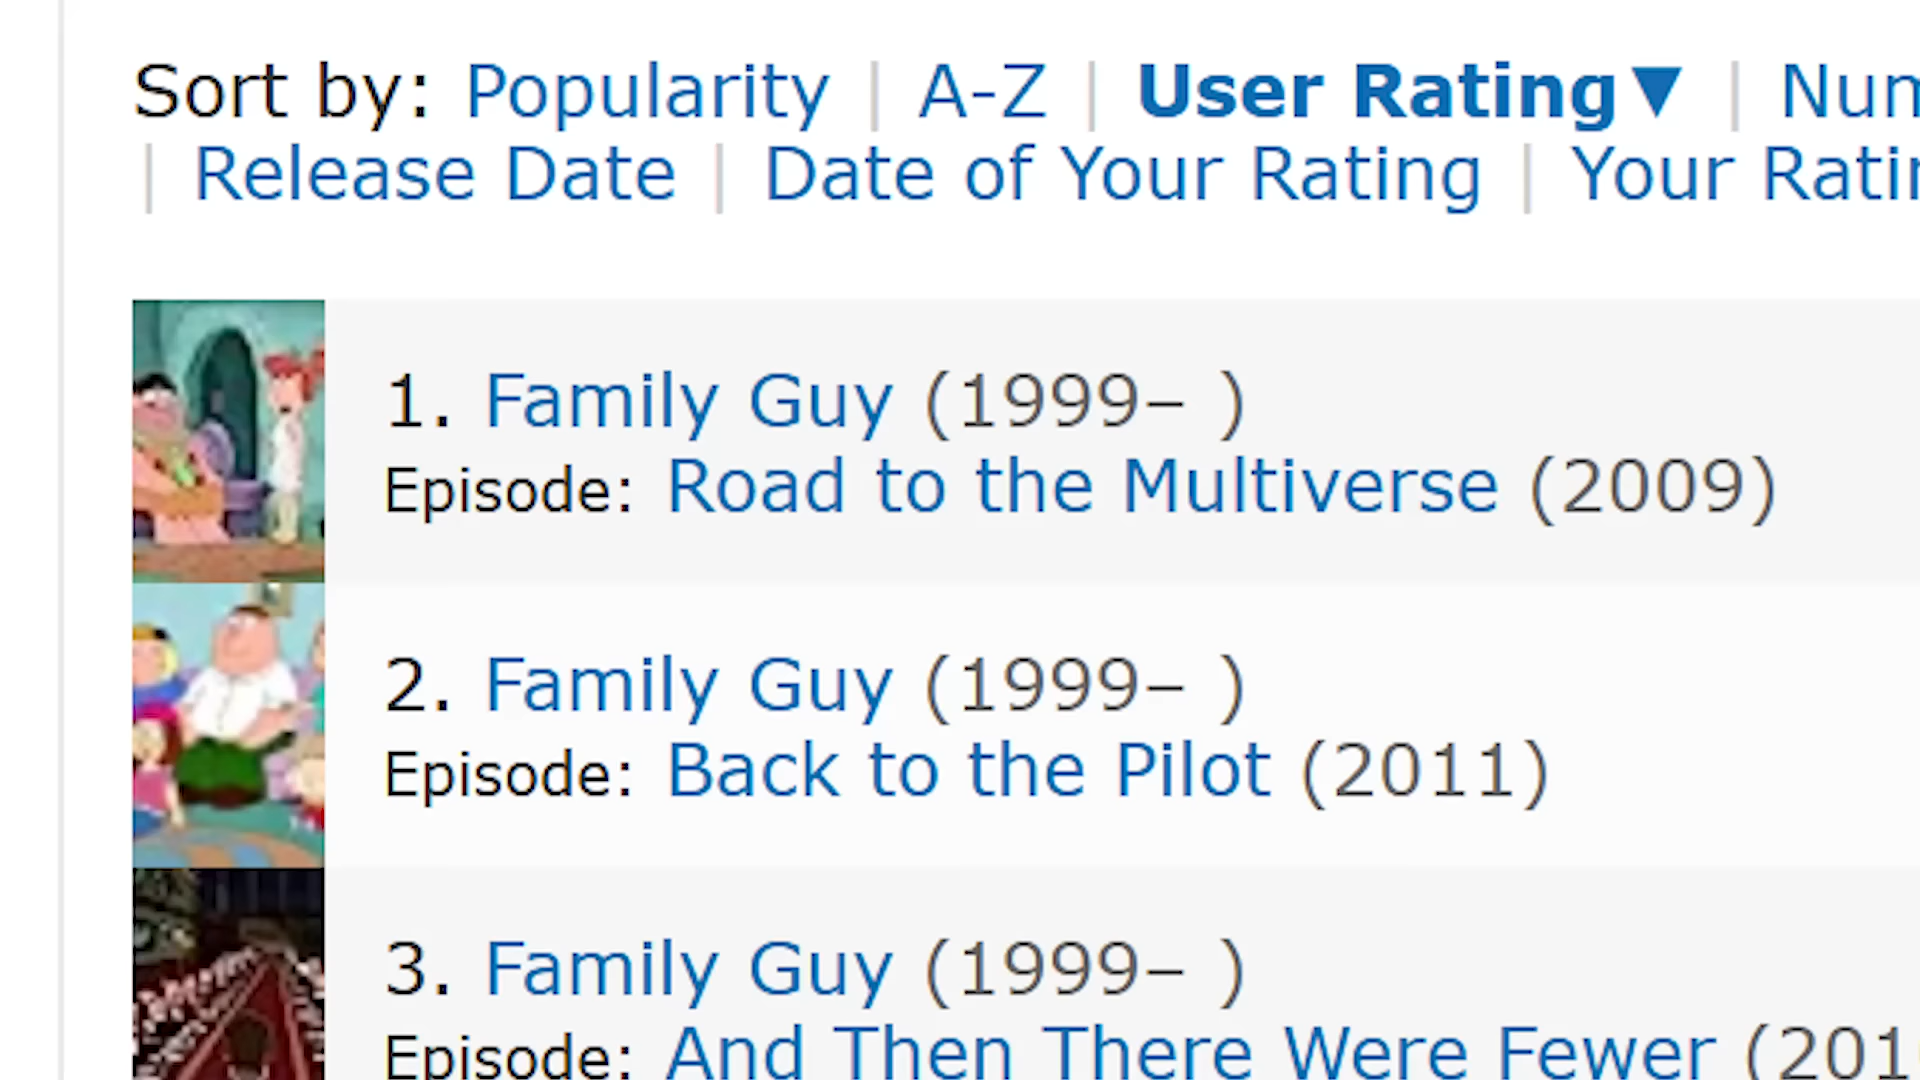 Sort by: Popularity | A-Z | User Rating▼ |
| Release Date | Date of Your Rating | Your
1. Family Guy (1999– )
Episode: Road to the Multiverse (2009)
2. Family Guy (1999– )
Episode: Back to the Pilot (2011)
3. Family Guy (1999– )
Episode: And Then There Were Fewer